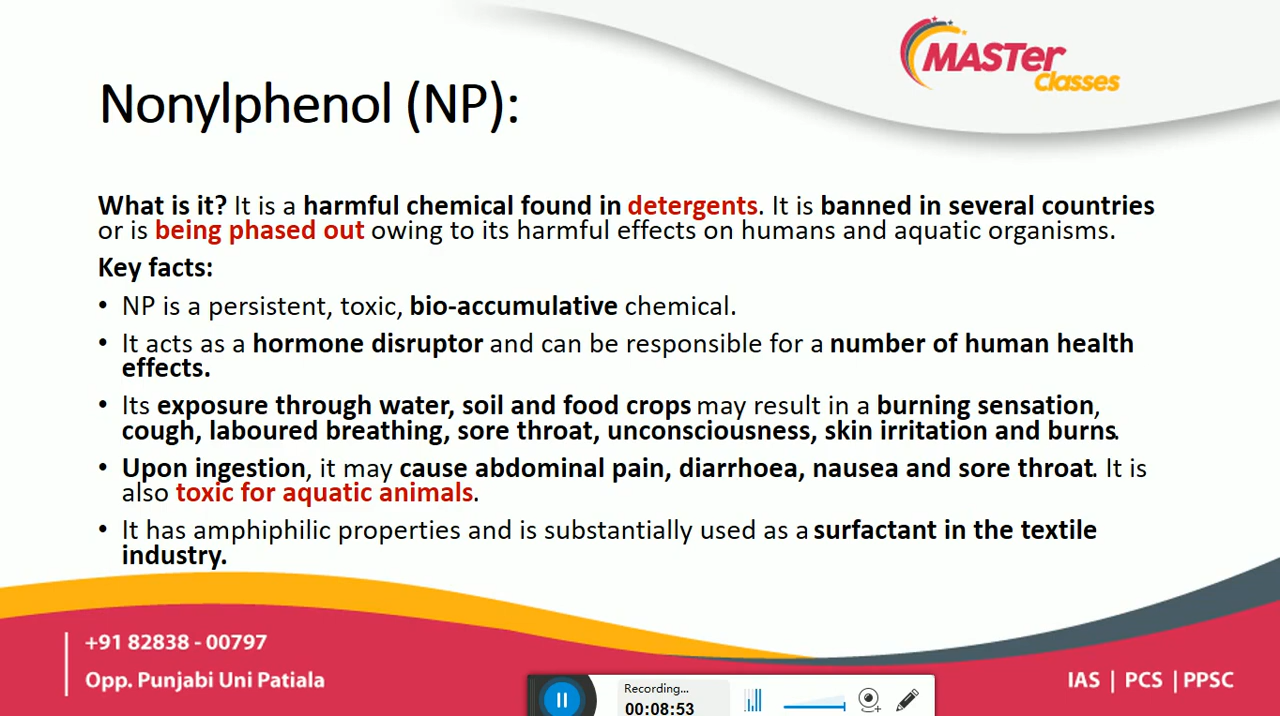 MASTer
Classes
Nonylphenol (NP):
What is it? It is a harmful chemical found in detergents. It is banned in several countries
or is being phased out owing to its harmful effects on humans and aquatic organisms.
Key facts:
• NP is a persistent, toxic, bio-accumulative chemical.
• It acts as a hormone disruptor and can be responsible for a number of human health
effects.
• Its exposure through water, soil and food crops may result in a burning sensation,
cough, laboured breathing, sore throat, unconsciousness, skin irritation and burns.
• Upon ingestion, it may cause abdominal pain, diarrhoea, nausea and sore throat. It is
also toxic for aquatic animals.
• It has amphiphilic properties and is substantially used as a surfactant in the textile
industry.
+91 82838 - 00797
Opp. Punjabi Uni Patiala
IAS | PCS | PPSC
Recording...
00:08:53